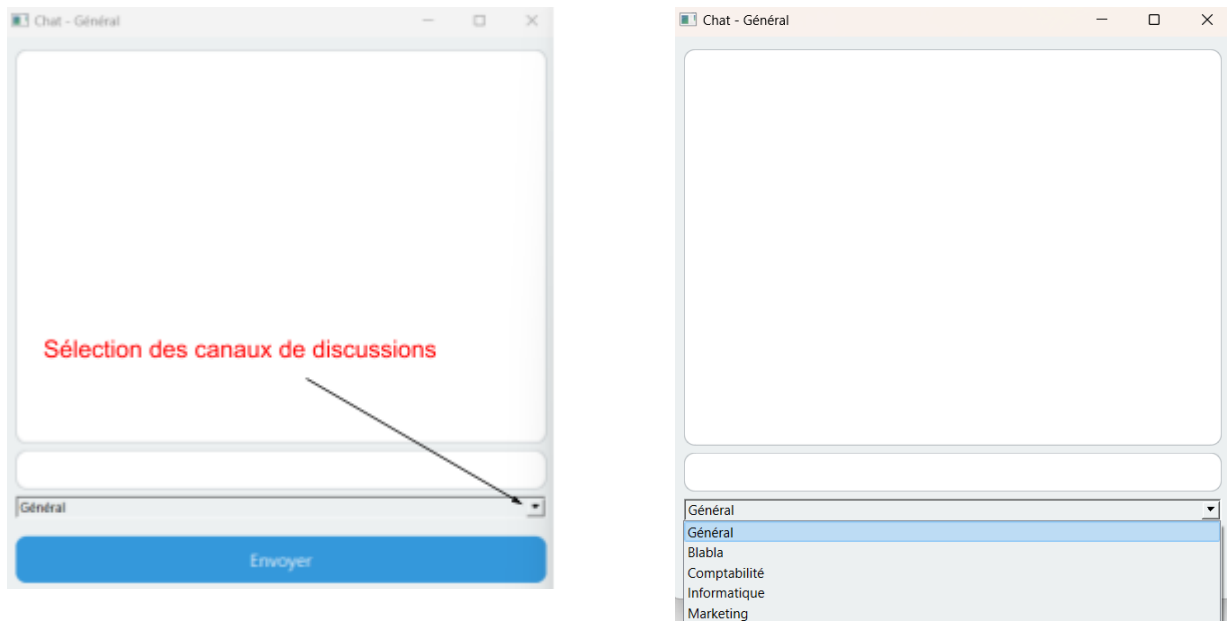 Chat - Général
Sélection des canaux de discussions
Général
Envoyer
Chat - Général
Général
Général
Blabla
Comptabilité
Informatique
Marketing